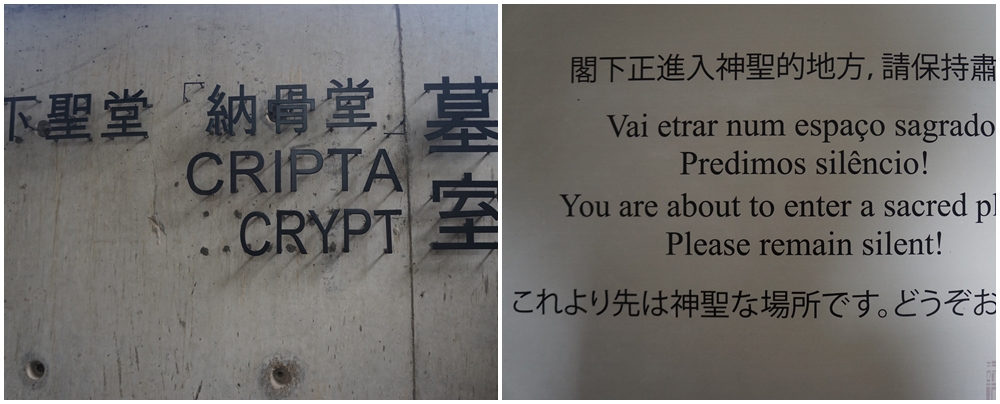 下聖堂「納骨堂」
CRIPTA
CRYPT
墓室
閣下正進入神聖的地方,請保持肅
Vai etrar num espaço sagrado
Predimos silêncio!
You are about to enter a sacred
Please remain silent!
これより先は神聖な場所です。どうぞお